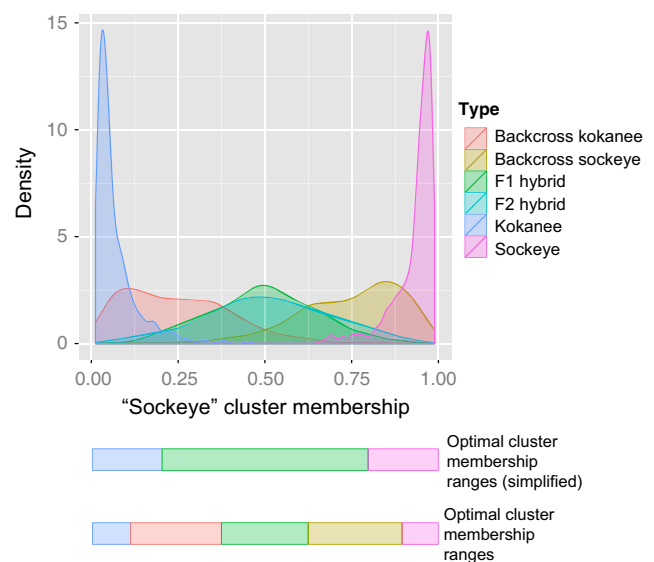 15
10
5
0
Density
0.00 0.25 0.50 0.75 1.00
“Sockeye” cluster membership
Type
Backcross kokanee
Backcross sockeye
F1 hybrid
F2 hybrid
Kokanee
Sockeye
Optimal cluster
membership
ranges (simplified)
Optimal cluster
membership
ranges